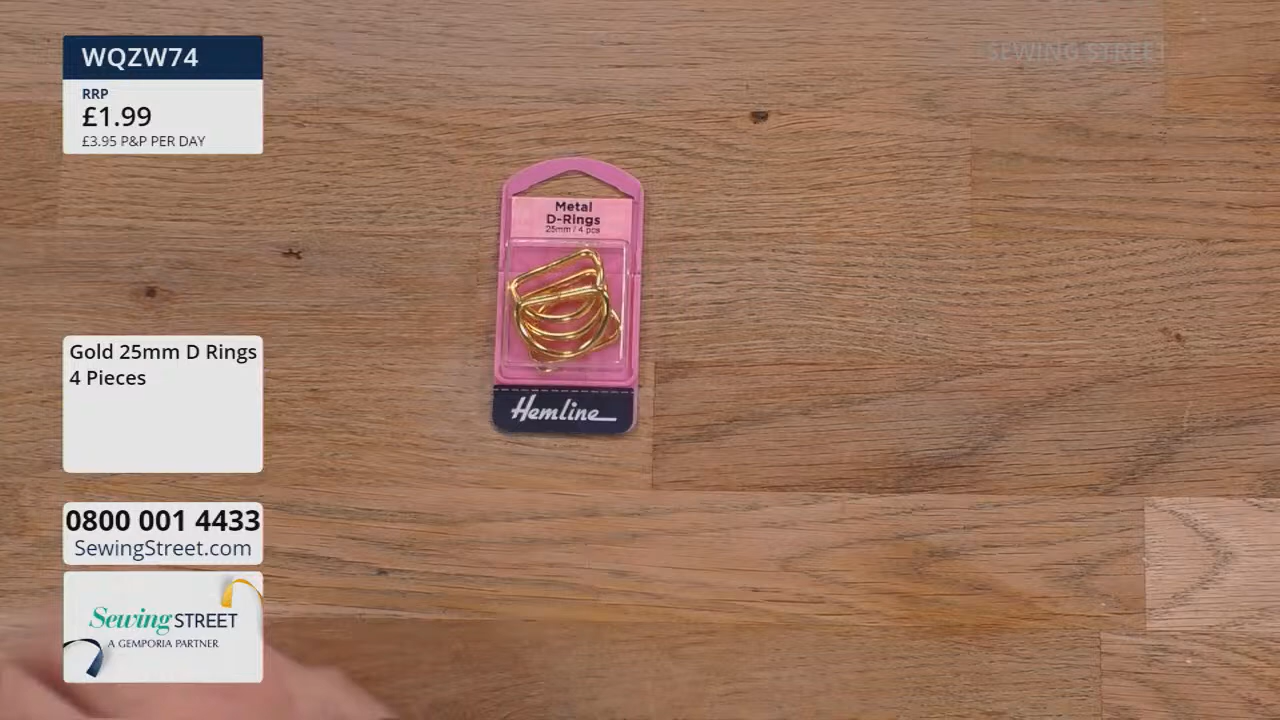 WQZW74
RRP
£1.99
£3.95 P&P PER DAY
SEWING STREET
Metal
D-Rings
25mm / 4 pcs
Hemline
Gold 25mm D Rings
4 Pieces
0800 001 4433
SewingStreet.com
Sewing STREET
A GEMPORIA PARTNER